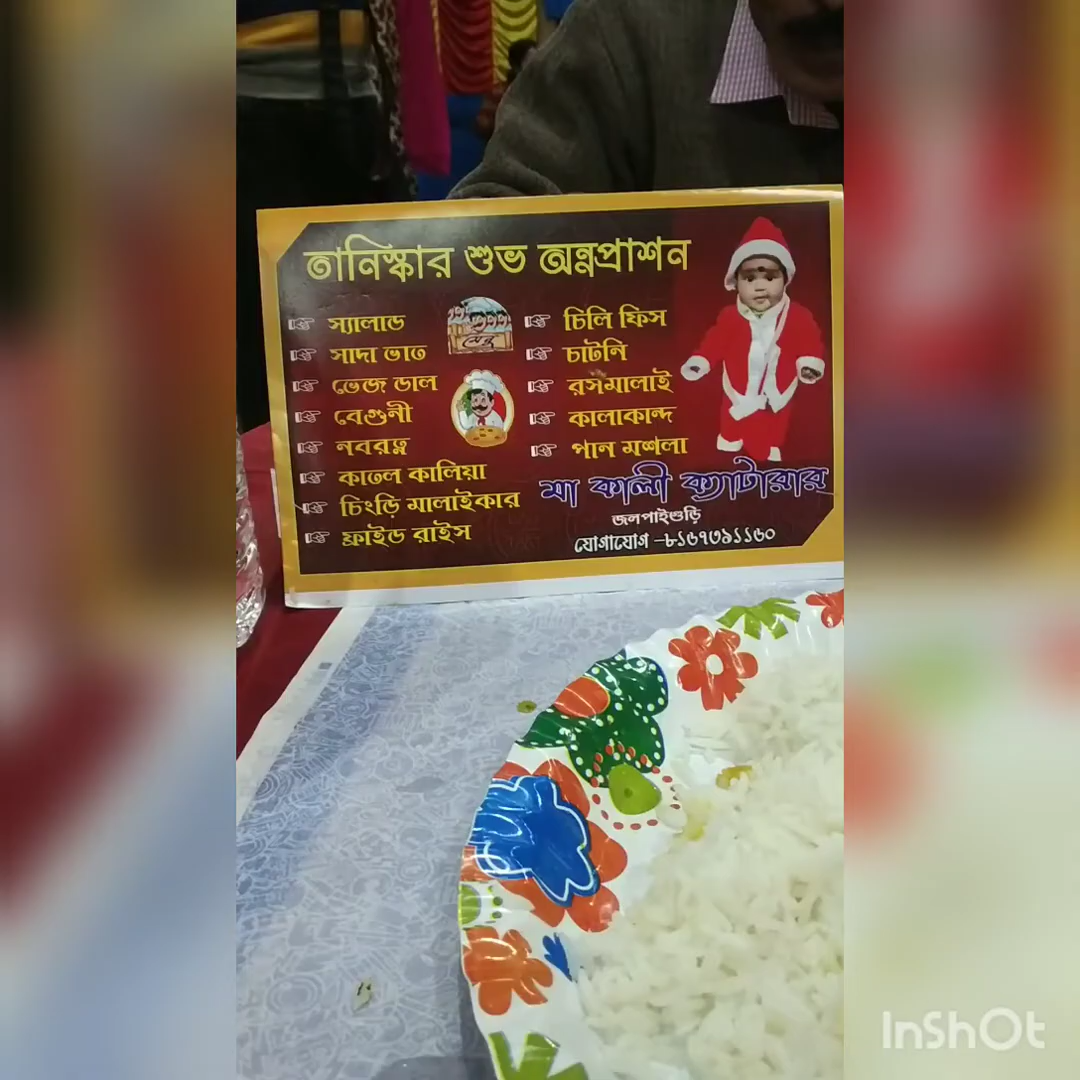 তানিস্কার শুভ অন্নপ্রাশন
স্যালাড
সাদা ভাত
ভেজ ডাল
বেগুনী
নবরত্ন
কাতল কালিয়া
চিংড়ি মালাইকার
ফ্রাইড রাইস
মেনু
চিলি ফিস
চাটনি
রসমালাই
কালাকান্দ
পান মশলা
মা কালী ক্যাটারার
জলপাইগুড়ি
যোগাযোগ -৮১৬৭৩৯১১৬০
InShOt